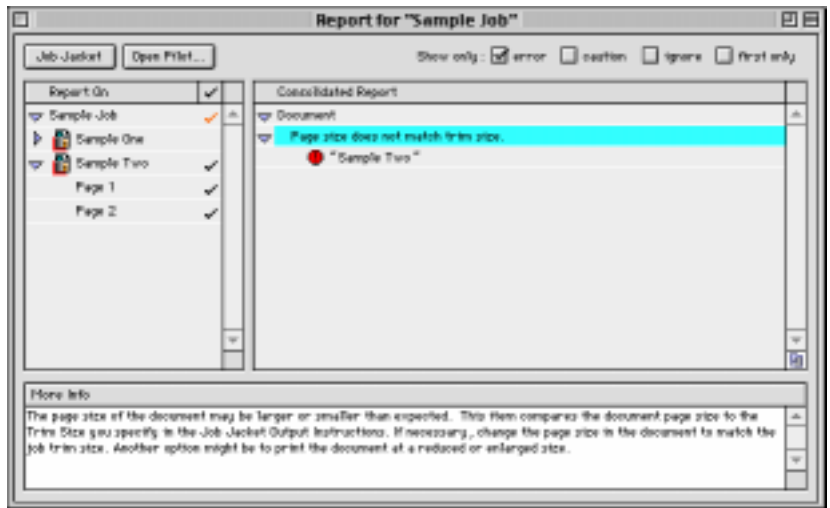 Report for "Sample Job"
Job Jacket Open Pilot... Show only: error caution ignore first only
Report On Consolidated Report
Sample Job Document
Sample One Page size does not match trim size.
Sample Two "Sample Two"
Page 1
Page 2
More Info
The page size of the document may be larger or smaller than expected. This item compares the document page size to the
Trim Size you specify in the Job Jacket Output Instructions. If necessary, change the page size in the document to match the
job trim size. Another option might be to print the document at a reduced or enlarged size.